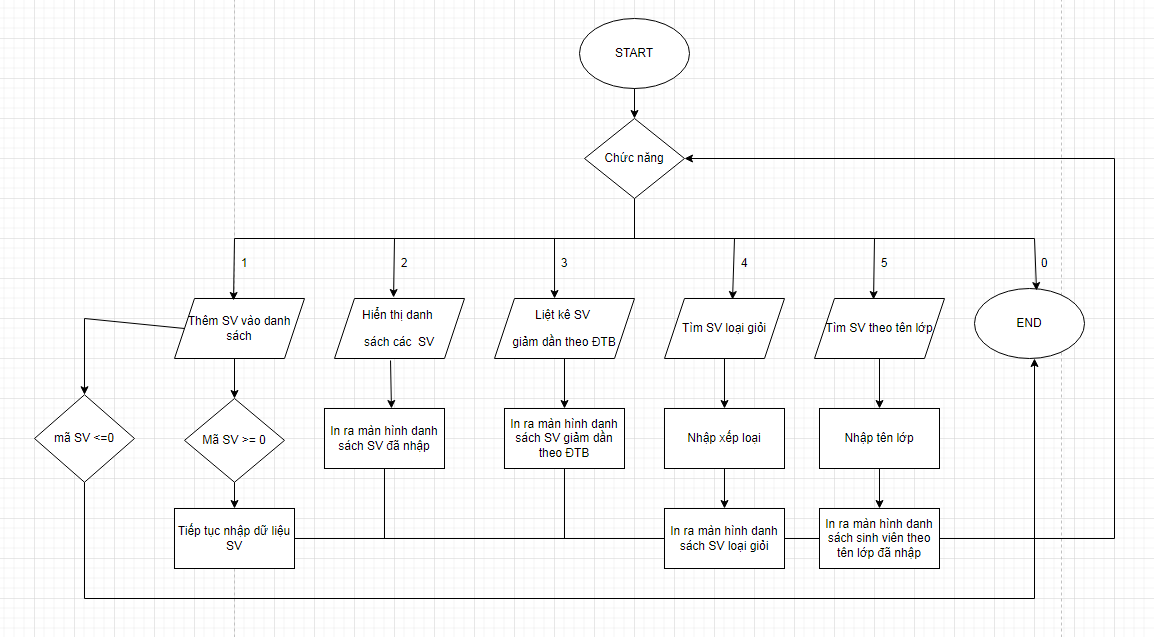 START
Chức năng
1
2
3
4
5
0
Thêm SV vào danh
sách
Hiển thị danh
sách các SV
Liệt kê SV
giảm dần theo ĐTB
Tìm SV loại giỏi
Tìm SV theo tên lớp
END
mã SV <=0
Mã SV >= 0
In ra màn hình danh
sách SV đã nhập
In ra màn hình danh
sách SV giảm dần
theo ĐTB
Nhập xếp loại
Nhập tên lớp
Tiếp tục nhập dữ liệu
SV
In ra màn hình danh
sách SV loại giỏi
In ra màn hình danh
sách sinh viên theo
tên lớp đã nhập